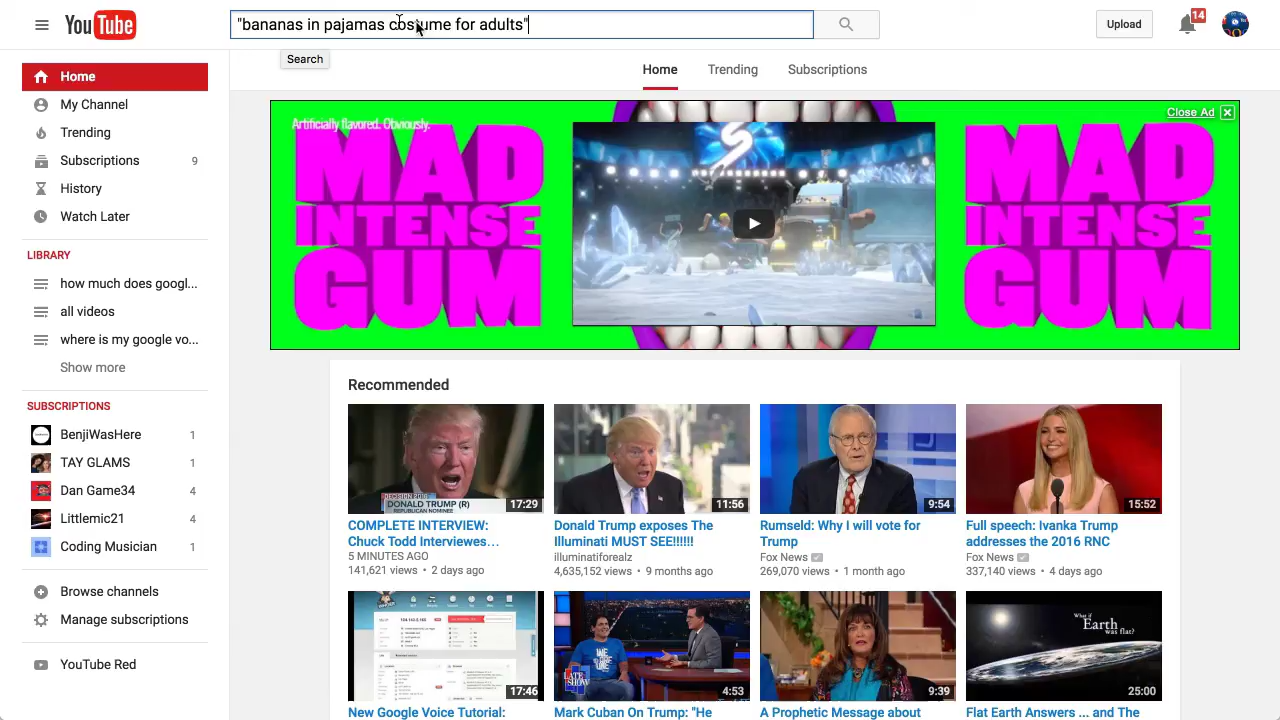 YouTube
"bananas in pajamas costume for adults"
Upload
14
Search
Home
Trending
Subscriptions
Home
My Channel
Trending
Subscriptions 9
History
Watch Later
LIBRARY
how much does googl...
all videos
where is my google vo...
Show more
SUBSCRIPTIONS
BenjiWasHere 1
TAY GLAMS 1
Dan Game34 4
Littlemic21 4
Coding Musician 1
Browse channels
Manage subscriptions
YouTube Red
Close Ad
Artificially flavored. Obviously.
MAD
INTENSE
GUM
S
MAD
INTENSE
GUM
Recommended
DECISION 2016
DONALD TRUMP (R)
REPUBLICAN NOMINEE
17:29
COMPLETE INTERVIEW:
Chuck Todd Interviewes...
5 MINUTES AGO
141,621 views • 2 days ago
11:56
Donald Trump exposes The
Illuminati MUST SEE!!!!!!
illuminatiforealz
4,635,152 views • 9 months ago
9:54
Rumseld: Why I will vote for
Trump
Fox News
269,070 views • 1 month ago
15:52
Full speech: Ivanka Trump
addresses the 2016 RNC
Fox News
337,140 views • 4 days ago
17:46
New Google Voice Tutorial:
4:53
Mark Cuban On Trump: "He
9:39
A Prophetic Message about
What if
Earth
was flat?
25:00
Flat Earth Answers ... and The